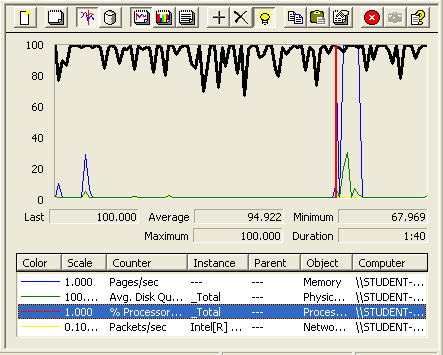 100
80
60
40
20
0
Last 100.000 Average 94.922 Minimum 67.969
Maximum 100.000 Duration 1:40
Color Scale Counter Instance Parent Object Computer
1.000 Pages/sec --- --- Memory \\STUDENT-...
100.... Avg. Disk Qu... _Total --- Physic... \\STUDENT-...
1.000 % Processor... _Total --- Proces... \\STUDENT-...
0.10... Packets/sec Intel[R] ... --- Netwo... \\STUDENT-...